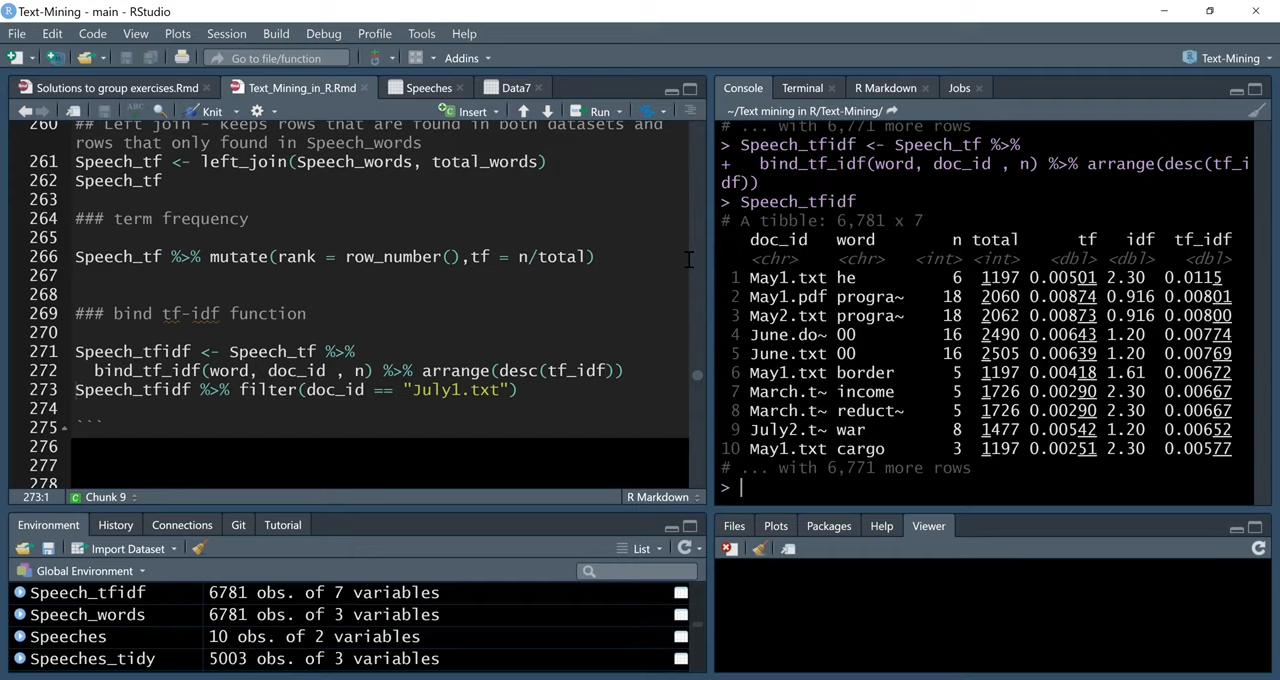 Text-Mining - main - RStudio
File Edit Code View Plots Session Build Debug Profile Tools Help
Go to file/function Addins Text-Mining
Solutions to group exercises.Rmd Text_Mining_in_R.Rmd Speeches Data7
ABC Knit Insert Run
260 ## Left join - keeps rows that are found in both datasets and
rows that only found in Speech_words
261 Speech_tf <- left_join(Speech_words, total_words)
262 Speech_tf
263
264 ### term frequency
265
266 Speech_tf %>% mutate(rank = row_number(),tf = n/total)
267
268
269 ### bind tf-idf function
270
271 Speech_tfidf <- Speech_tf %>%
272 bind_tf_idf(word, doc_id , n) %>% arrange(desc(tf_idf))
273 Speech_tfidf %>% filter(doc_id == "July1.txt")
274
275 ```
276
277
278
273:1 Chunk 9 R Markdown
Console Terminal R Markdown Jobs
~/Text mining in R/Text-Mining/
# ... with 6,771 more rows
> Speech_tfidf <- Speech_tf %>%
+ bind_tf_idf(word, doc_id , n) %>% arrange(desc(tf_i
df))
> Speech_tfidf
# A tibble: 6,781 x 7
doc_id word n total tf idf tf_idf
<chr> <chr> <int> <int> <dbl> <dbl> <dbl>
1 May1.txt he 6 1197 0.00501 2.30 0.0115
2 May1.pdf progra~ 18 2060 0.00874 0.916 0.00801
3 May2.txt progra~ 18 2062 0.00873 0.916 0.00800
4 June.do~ 00 16 2490 0.00643 1.20 0.00774
5 June.txt 00 16 2505 0.00639 1.20 0.00769
6 May1.txt border 5 1197 0.00418 1.61 0.00672
7 March.t~ income 5 1726 0.00290 2.30 0.00667
8 March.t~ reduct~ 5 1726 0.00290 2.30 0.00667
9 July2.t~ war 8 1477 0.00542 1.20 0.00652
10 May1.txt cargo 3 1197 0.00251 2.30 0.00577
# ... with 6,771 more rows
>
Environment History Connections Git Tutorial
Import Dataset List
Global Environment
Speech_tfidf 6781 obs. of 7 variables
Speech_words 6781 obs. of 3 variables
Speeches 10 obs. of 2 variables
Speeches_tidy 5003 obs. of 3 variables
Files Plots Packages Help Viewer